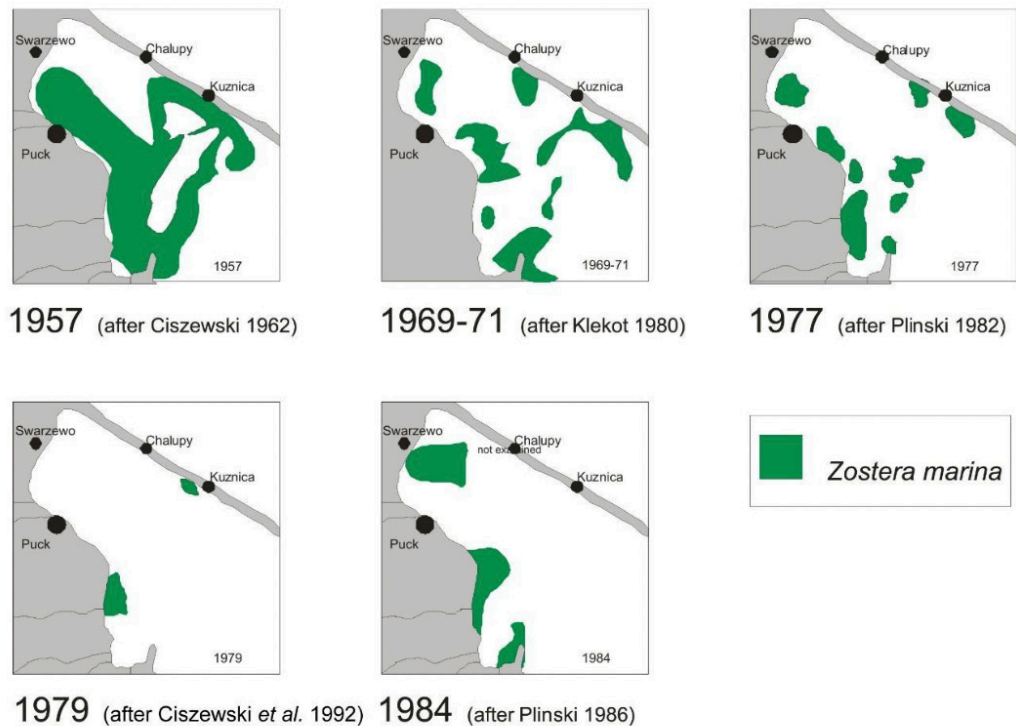 Swarzewo
Chalupy
Kuznica
Puck
1957
1957 (after Ciszewski 1962)
Swarzewo
Chalupy
Kuznica
Puck
1969-71
1969-71 (after Klekot 1980)
Swarzewo
Chalupy
Kuznica
Puck
1977
1977 (after Plinski 1982)
Swarzewo
Chalupy
Kuznica
Puck
1979
1979 (after Ciszewski et al. 1992)
Swarzewo
Chalupy
not examined
Kuznica
Puck
1984
1984 (after Plinski 1986)
Zostera marina